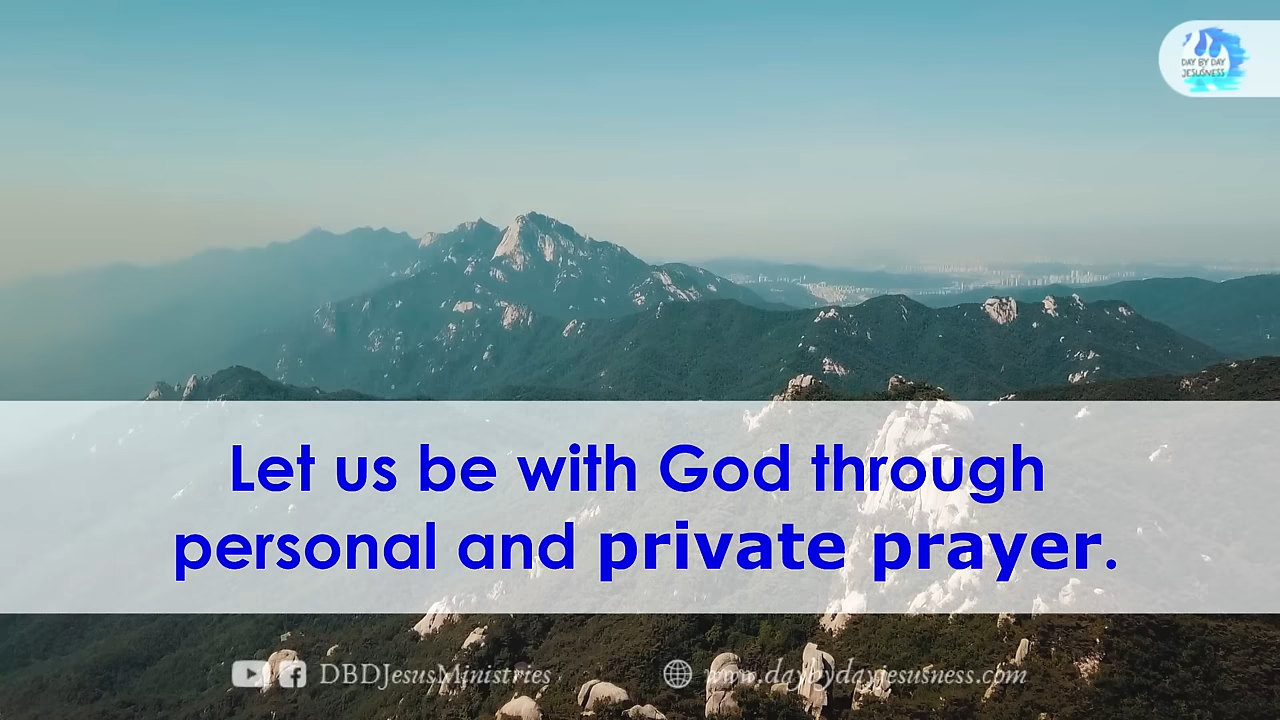 DAY BY DAY
JESUSNESS
Let us be with God through
personal and private prayer.
DBDJesusMinistries
www.daybydayjesusness.com